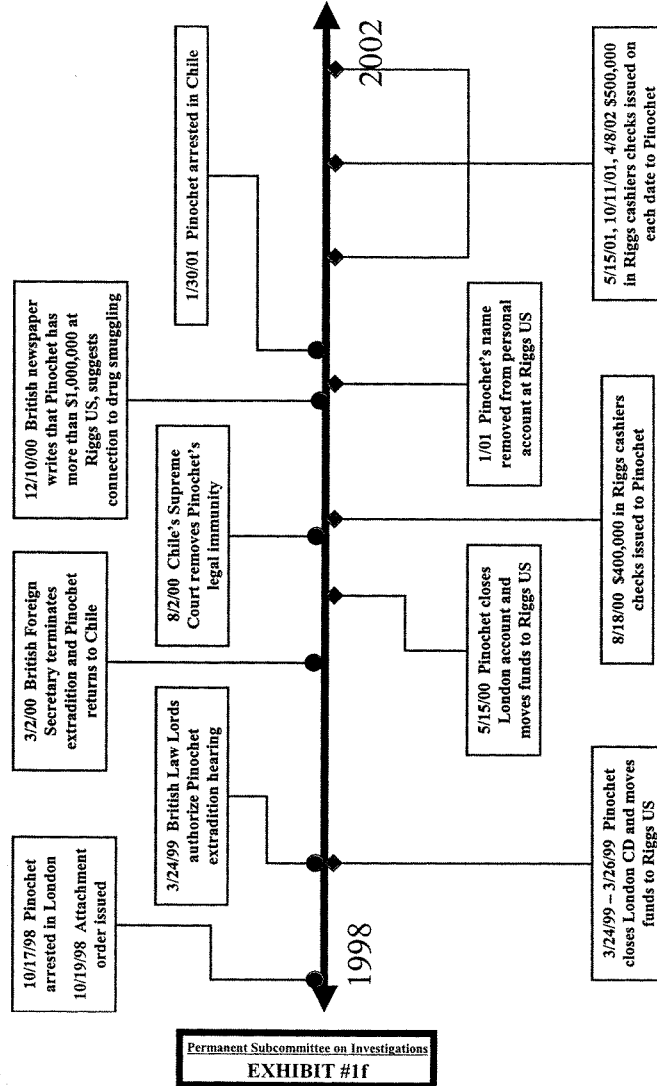 10/17/98 Pinochet
arrested in London
10/19/98 Attachment
order issued
3/2/00 British Foreign
Secretary terminates
extradition and Pinochet
returns to Chile
12/10/00 British newspaper
writes that Pinochet has
more than $1,000,000 at
Riggs US, suggests
connection to drug smuggling
3/24/99 British Law Lords
authorize Pinochet
extradition hearing
8/2/00 Chile's Supreme
Court removes Pinochet's
legal immunity
1/30/01 Pinochet arrested in Chile
1998
2002
5/15/00 Pinochet closes
London account and
moves funds to Riggs US
1/01 Pinochet's name
removed from personal
account at Riggs US
3/24/99 – 3/26/99 Pinochet
closes London CD and moves
funds to Riggs US
8/18/00 $400,000 in Riggs cashiers
checks issued to Pinochet
5/15/01, 10/11/01, 4/8/02 $500,000
in Riggs cashiers checks issued on
each date to Pinochet
Permanent Subcommittee on Investigations
EXHIBIT #1f